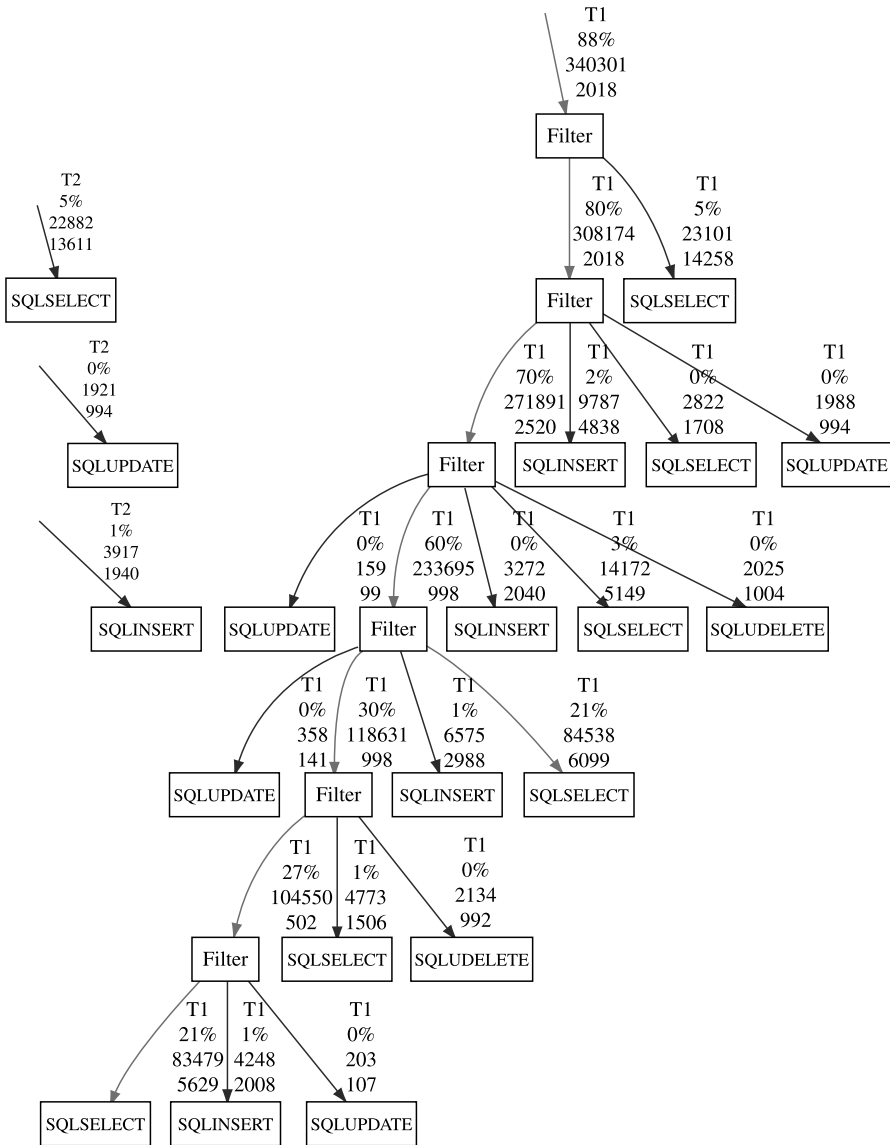 T1
88%
340301
2018
Filter
T2
5%
22882
13611
SQLSELECT
T1
80%
308174
2018
T1
5%
23101
14258
Filter
SQLSELECT
T2
0%
1921
994
SQLUPDATE
T1
70%
271891
2520
T1
2%
9787
4838
T1
0%
2822
1708
T1
0%
1988
994
Filter
SQLINSERT
SQLSELECT
SQLUPDATE
T2
1%
3917
1940
SQLINSERT
T1
0%
159
99
T1
60%
233695
998
T1
0%
3272
2040
T1
3%
14172
5149
T1
0%
2025
1004
SQLUPDATE
Filter
SQLINSERT
SQLSELECT
SQLUDELETE
T1
0%
358
141
T1
30%
118631
998
T1
1%
6575
2988
T1
21%
84538
6099
SQLUPDATE
Filter
SQLINSERT
SQLSELECT
T1
27%
104550
502
T1
1%
4773
1506
T1
0%
2134
992
Filter
SQLSELECT
SQLUDELETE
T1
21%
83479
5629
T1
1%
4248
2008
T1
0%
203
107
SQLSELECT
SQLINSERT
SQLUPDATE